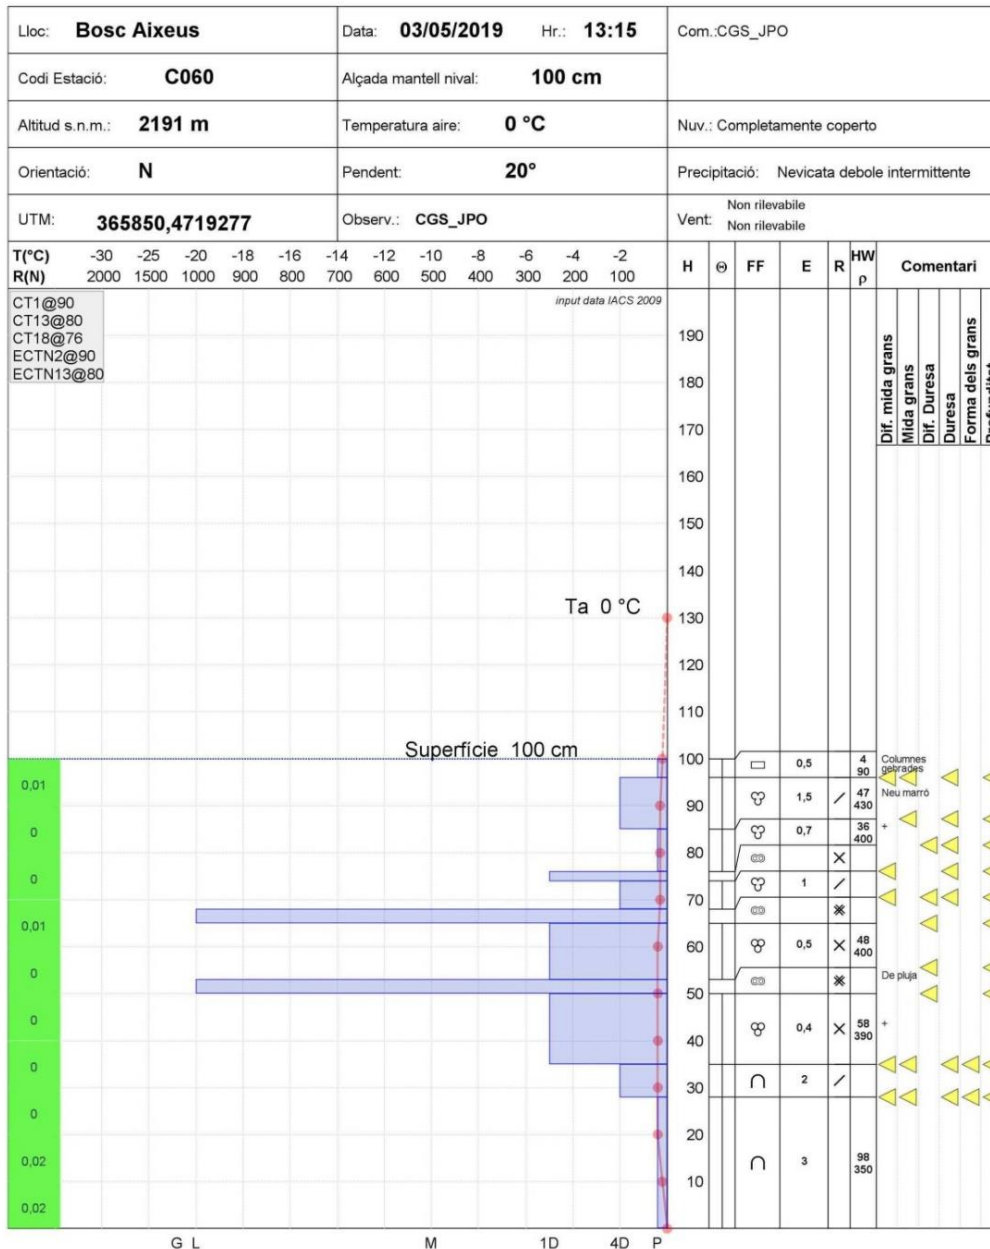 Lloc: Bosc Aixeus
Data: 03/05/2019 Hr.: 13:15
Com.:CGS_JPO
Codi Estació: C060
Alçada mantell nival: 100 cm
Altitud s.n.m.: 2191 m
Temperatura aire: 0 °C
Nuv.: Completamente coperto
Orientació: N
Pendent: 20°
Precipitació: Nevicata debole intermittente
UTM: 365850,4719277
Observ.: CGS_JPO
Vent: Non rilevabile
Non rilevabile
T(°C) -30 -25 -20 -18 -16 -14 -12 -10 -8 -6 -4 -2
R(N) 2000 1500 1000 900 800 700 600 500 400 300 200 100
H Θ FF E R HW ρ Comentari
CT1@90
CT13@80
CT18@76
ECTN2@90
ECTN13@80
input data IACS 2009
Dif. mida grans
Mida grans
Dif. Duresa
Duresa
Forma dels grans
190
180
170
160
150
140
Ta 0 °C
130
120
110
Superfície 100 cm
100
90
80
70
60
50
40
30
20
10
0,5 4 90 Columnes gebrades
1,5 47 430 Neu marró
0,7 36 400 +
1
0,5 48 400
De pluja
0,4 58 390 +
2
3 98 350
0,01
0
0
0,01
0
0
0
0
0,02
0,02
G L M 1D 4D P